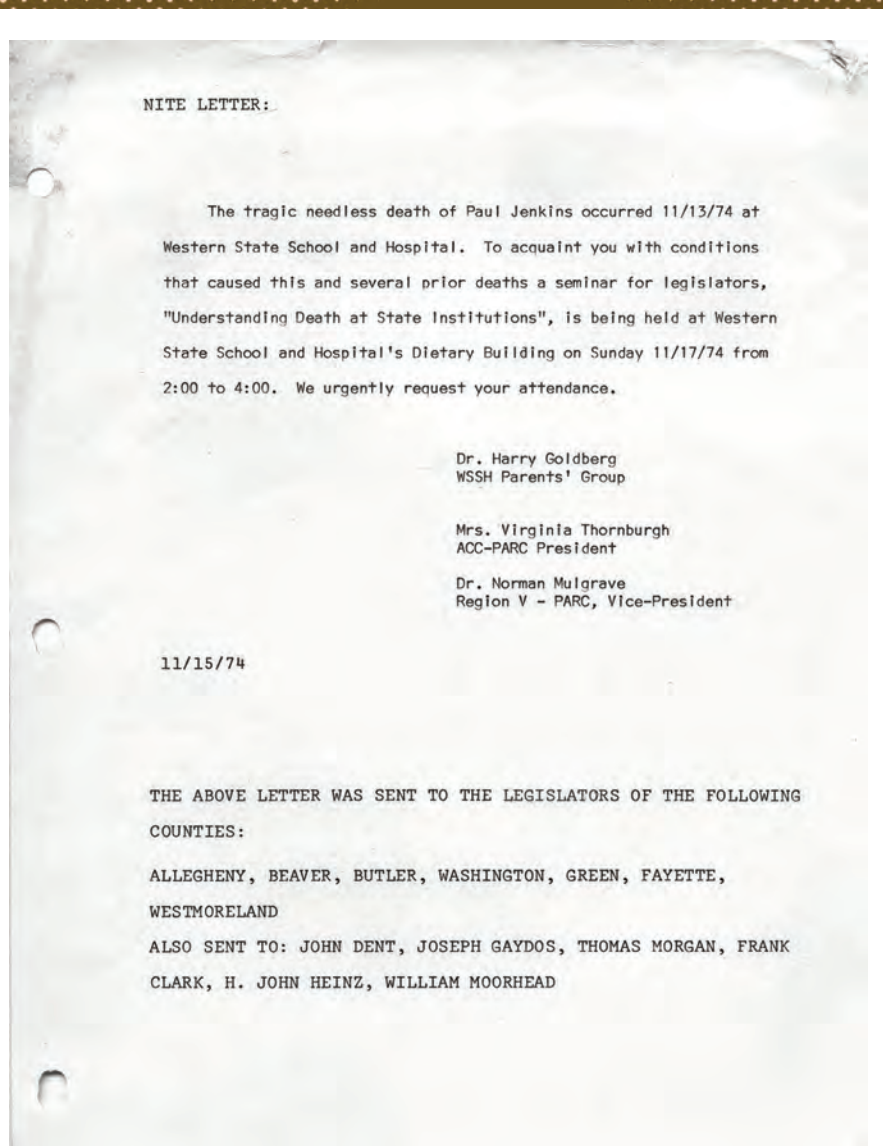 NITE LETTER:
The tragic needless death of Paul Jenkins occurred 11/13/74 at
Western State School and Hospital. To acquaint you with conditions
that caused this and several prior deaths a seminar for legislators,
"Understanding Death at State Institutions", is being held at Western
State School and Hospital's Dietary Building on Sunday 11/17/74 from
2:00 to 4:00. We urgently request your attendance.
Dr. Harry Goldberg
WSSH Parents' Group
Mrs. Virginia Thornburgh
ACC-PARC President
Dr. Norman Mulgrave
Region V - PARC, Vice-President
11/15/74
THE ABOVE LETTER WAS SENT TO THE LEGISLATORS OF THE FOLLOWING
COUNTIES:
ALLEGHENY, BEAVER, BUTLER, WASHINGTON, GREEN, FAYETTE,
WESTMORELAND
ALSO SENT TO: JOHN DENT, JOSEPH GAYDOS, THOMAS MORGAN, FRANK
CLARK, H. JOHN HEINZ, WILLIAM MOORHEAD